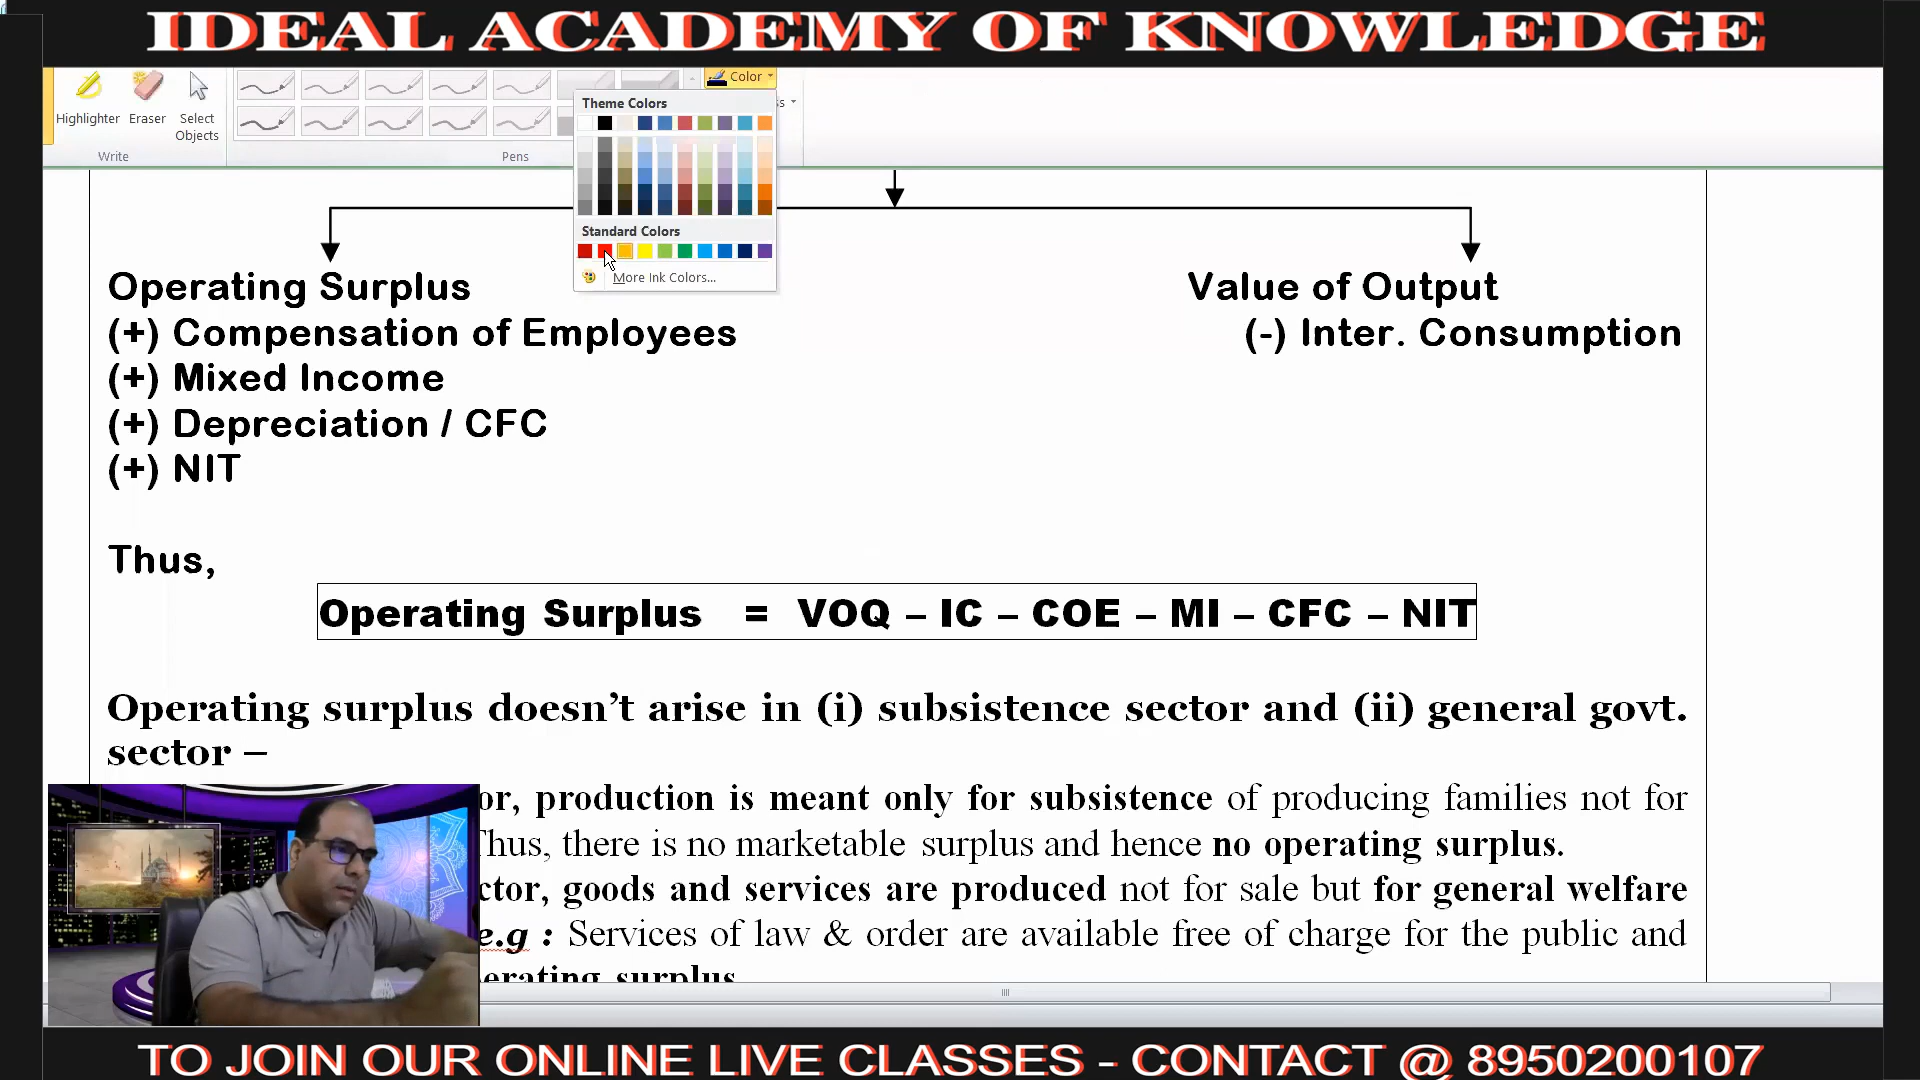 IDEAL ACADEMY OF KNOWLEDGE
Color
Highlighter Eraser Select
Objects
Write Pens
Theme Colors
Standard Colors
More Ink Colors...
Operating Surplus Value of Output
(+) Compensation of Employees (-) Inter. Consumption
(+) Mixed Income
(+) Depreciation / CFC
(+) NIT
Thus,
Operating Surplus = VOQ – IC – COE – MI – CFC – NIT
Operating surplus doesn’t arise in (i) subsistence sector and (ii) general govt.
sector –
or, production is meant only for subsistence of producing families not for
Thus, there is no marketable surplus and hence no operating surplus.
ctor, goods and services are produced not for sale but for general welfare
e.g : Services of law & order are available free of charge for the public and
erating surplus
TO JOIN OUR ONLINE LIVE CLASSES - CONTACT @ 8950200107